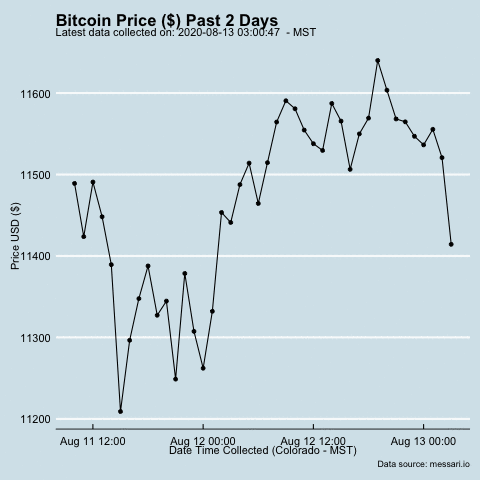 Bitcoin Price ($) Past 2 Days
Latest data collected on: 2020-08-13 03:00:47  - MST
Price USD ($)
11600
11500
11400
11300
11200
Aug 11 12:00 Aug 12 00:00 Aug 12 12:00 Aug 13 00:00
Date Time Collected (Colorado - MST)
Data source: messari.io